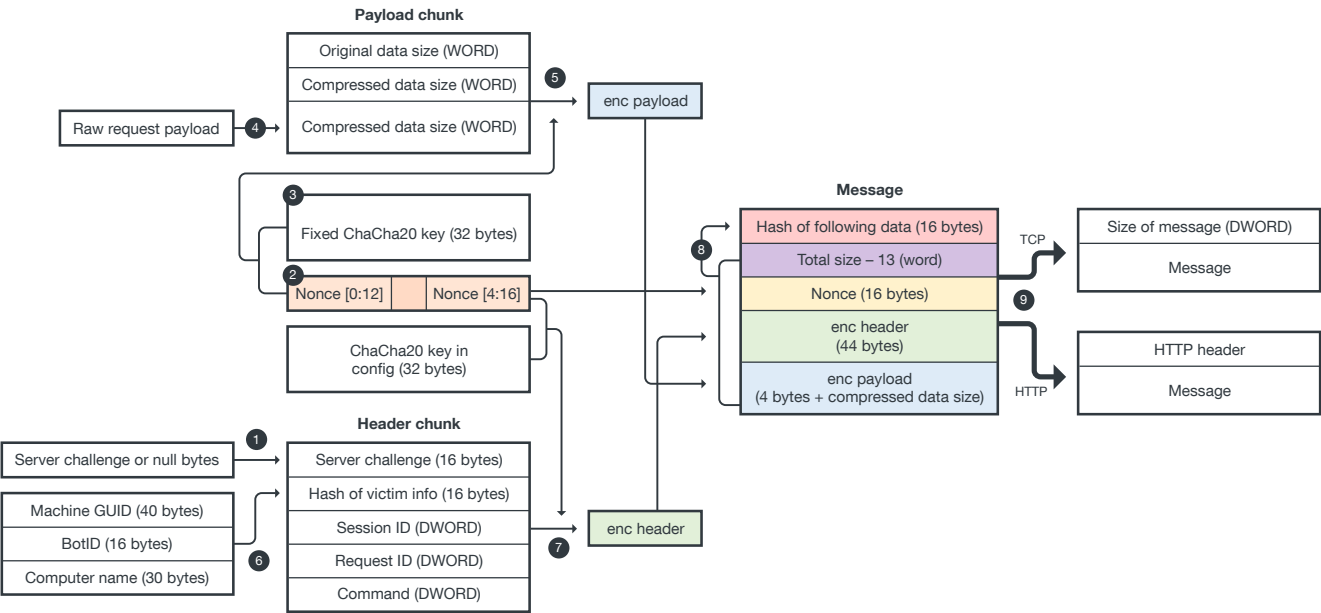 Payload chunk
Original data size (WORD)
Compressed data size (WORD)
Compressed data size (WORD)
5
enc payload
Raw request payload
4
3
Fixed ChaCha20 key (32 bytes)
2
Nonce [0:12]
Nonce [4:16]
ChaCha20 key in
config (32 bytes)
Header chunk
1
Server challenge or null bytes
Server challenge (16 bytes)
Hash of victim info (16 bytes)
Machine GUID (40 bytes)
Session ID (DWORD)
BotID (16 bytes)
6
Request ID (DWORD)
Computer name (30 bytes)
Command (DWORD)
7
enc header
Message
Hash of following data (16 bytes)
8
Total size – 13 (word)
Nonce (16 bytes)
enc header
(44 bytes)
enc payload
(4 bytes + compressed data size)
9
TCP
Size of message (DWORD)
Message
HTTP
HTTP header
Message